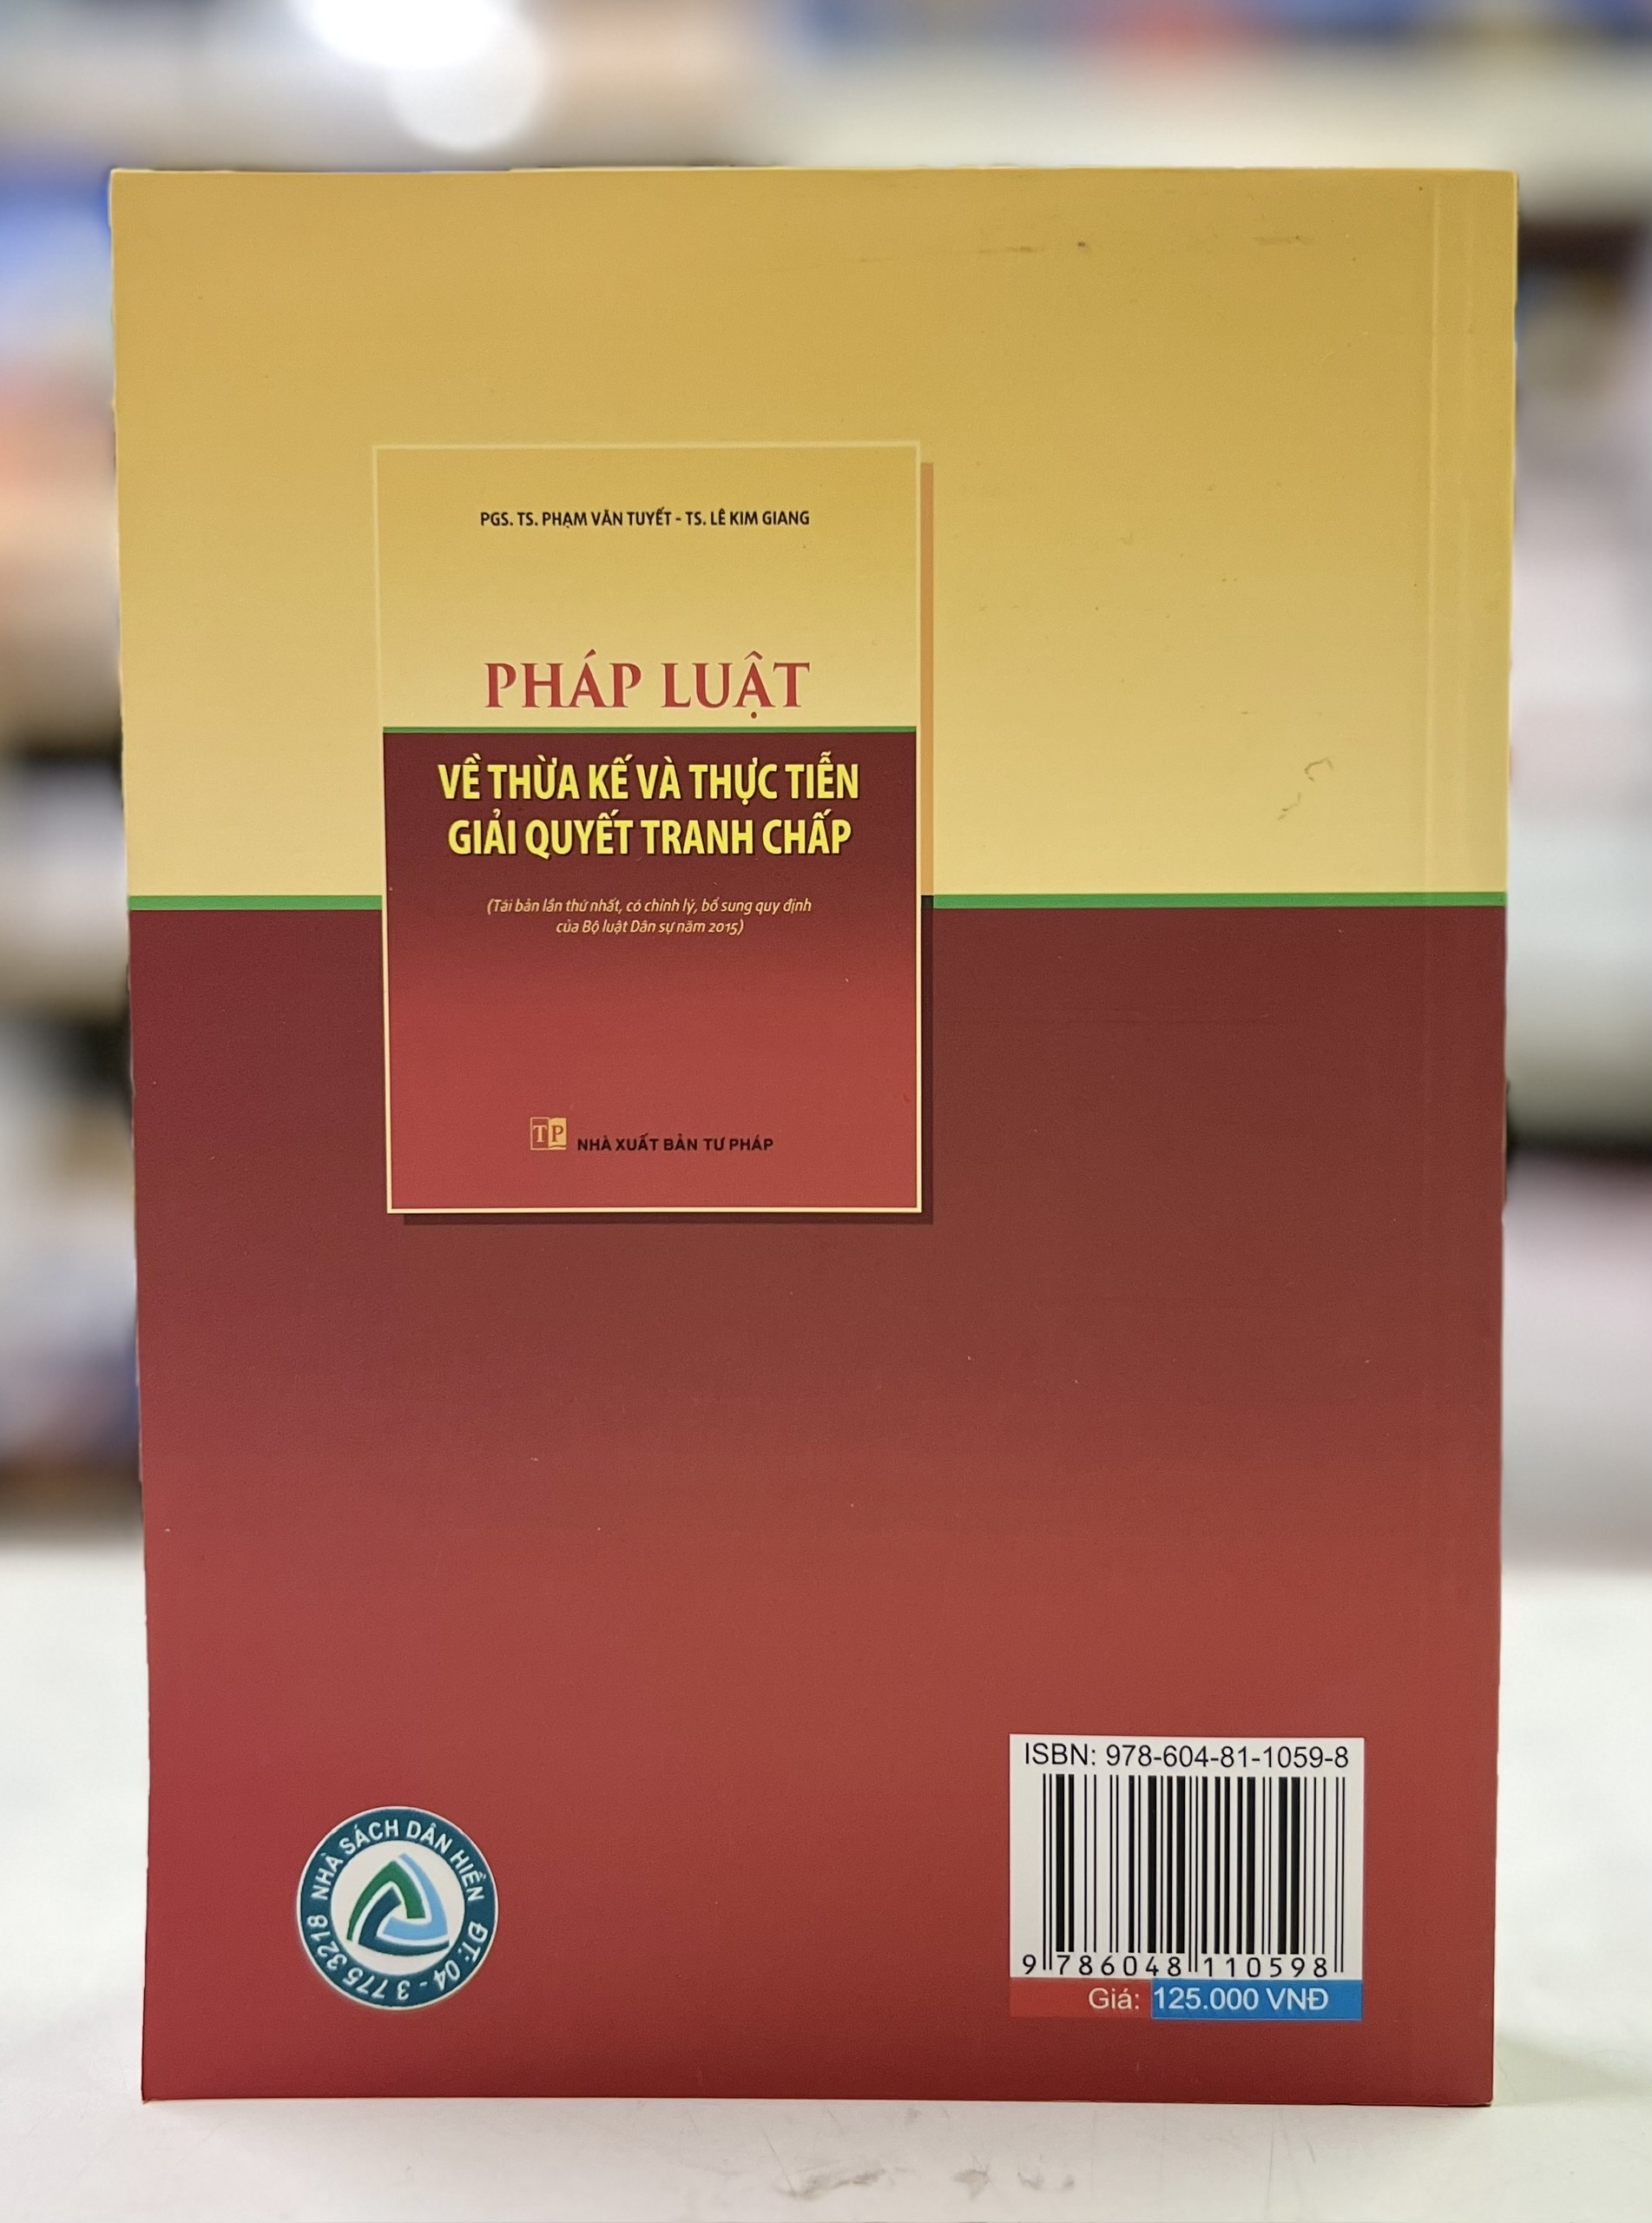 PGS. TS. PHẠM VĂN TUYẾT - TS. LÊ KIM GIANG
PHÁP LUẬT
VỀ THỪA KẾ VÀ THỰC TIỄN
GIẢI QUYẾT TRANH CHẤP
(Tái bản lần thứ nhất, có chỉnh lý, bổ sung quy định
của Bộ luật Dân sự năm 2015)
TP NHÀ XUẤT BẢN TƯ PHÁP
NHÀ SÁCH DÂN HIỀN
ĐT: 04 - 3 775 3218
ISBN: 978-604-81-1059-8
9 786048 110598
Giá: 125.000 VNĐ